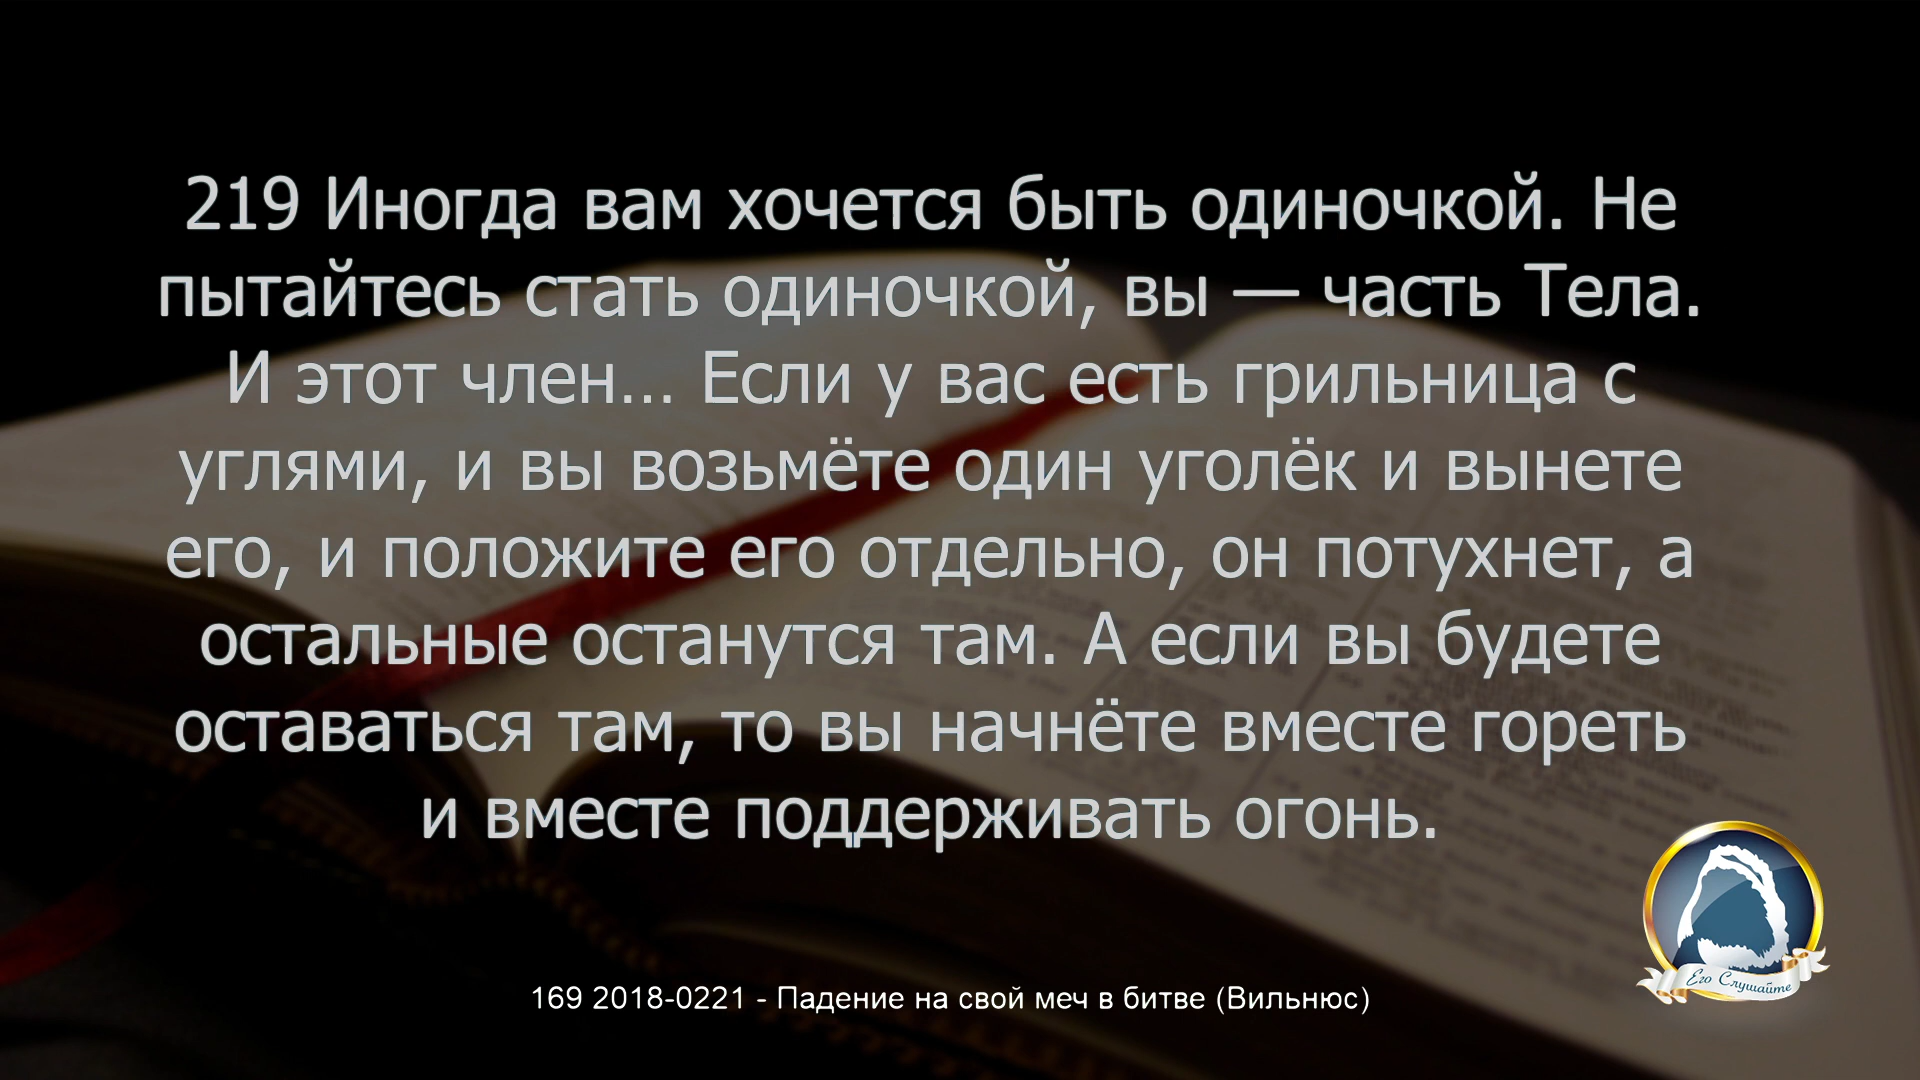 219 Иногда вам хочется быть одиночкой. Не
пытайтесь стать одиночкой, вы — часть Тела.
И этот член... Если у вас есть грильница с
углями, и вы возьмёте один уголёк и вынете
его, и положите его отдельно, он потухнет, а
остальные останутся там. А если вы будете
оставаться там, то вы начнёте вместе гореть
и вместе поддерживать огонь.
Его Слушайте
169 2018-0221 - Падение на свой меч в битве (Вильнюс)